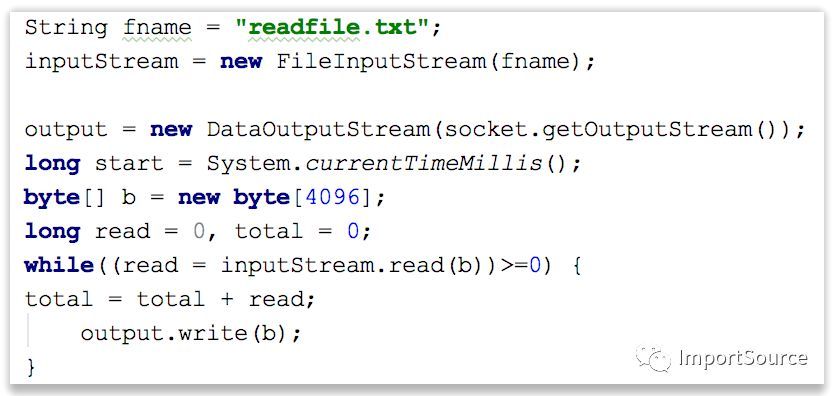 String fname = "readfile.txt";
inputStream = new FileInputStream(fname);
output = new DataOutputStream(socket.getOutputStream());
long start = System.currentTimeMillis();
byte[] b = new byte[4096];
long read = 0, total = 0;
while((read = inputStream.read(b))>=0) {
total = total + read;
output.write(b);
}
ImportSource